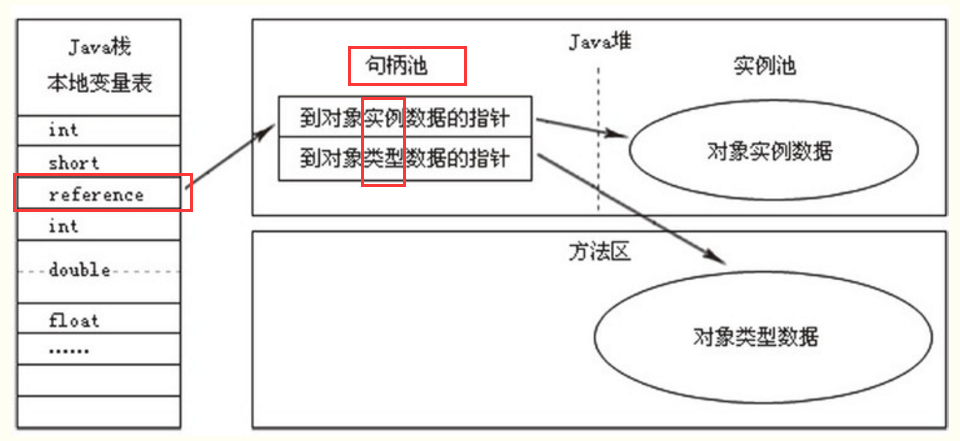 Java栈
本地变量表
int
short
reference
int
double
float
……
Java堆
句柄池
实例池
到对象实例数据的指针
到对象类型数据的指针
对象实例数据
方法区
对象类型数据